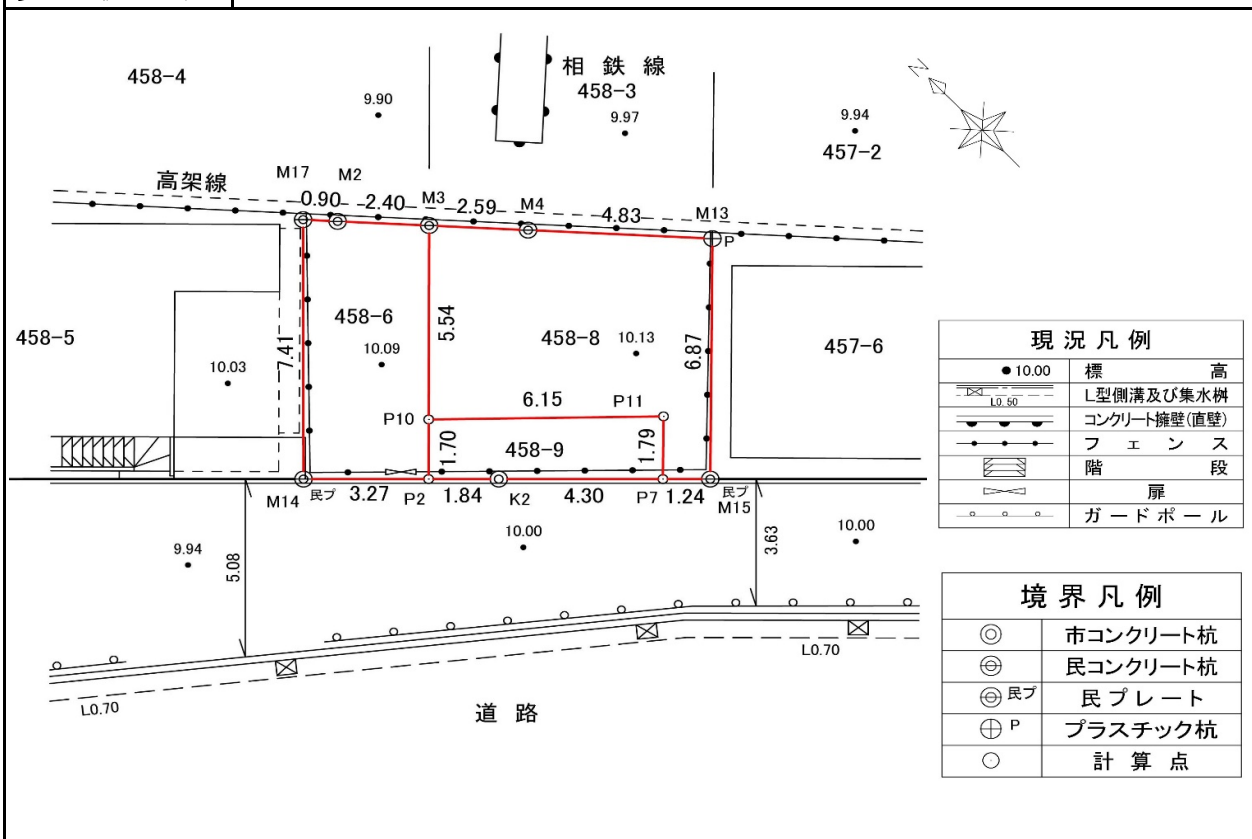 相 鉄 線
458-4
458-3
9.90
9.97
9.94
457-2
N
高架線
M17
M2
M3
M4
M13
0.90
2.40
2.59
4.83
P
458-5
458-6
458-8
457-6
7.41
5.54
6.87
10.03
10.09
10.13
6.15
P10
P11
1.70
458-9
1.79
M14
民プ
3.27
P2
1.84
K2
4.30
P7
1.24
民プ
M15
9.94
5.08
10.00
3.63
10.00
L0.70
L0.70
道 路
現 況 凡 例
10.00 標 高
L0.50 L型側溝及び集水桝
コンクリート擁壁(直壁)
フ ェ ン ス
階 段
扉
ガ ー ド ポ ー ル
境 界 凡 例
市コンクリート杭
民コンクリート杭
民プ 民 プ レ ー ト
P プラスチック杭
計 算 点